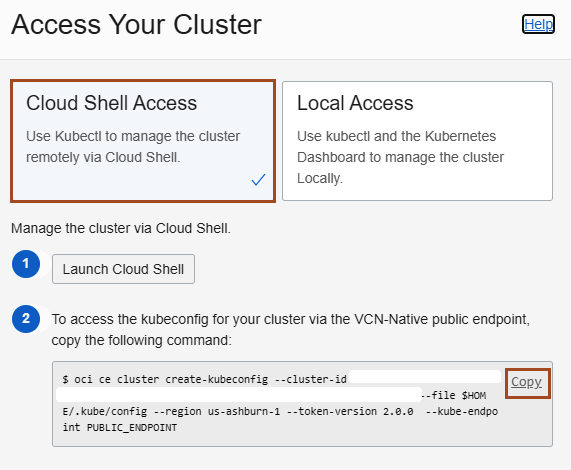 Access Your Cluster
Help
Cloud Shell Access
Use Kubectl to manage the cluster
remotely via Cloud Shell.
Local Access
Use kubectl and the Kubernetes
Dashboard to manage the cluster
Locally.
Manage the cluster via Cloud Shell.
1
Launch Cloud Shell
2
To access the kubeconfig for your cluster via the VCN-Native public endpoint,
copy the following command:
$ oci ce cluster create-kubeconfig --cluster-id
Copy
--file $HOM
E/.kube/config --region us-ashburn-1 --token-version 2.0.0  --kube-endpo
int PUBLIC_ENDPOINT